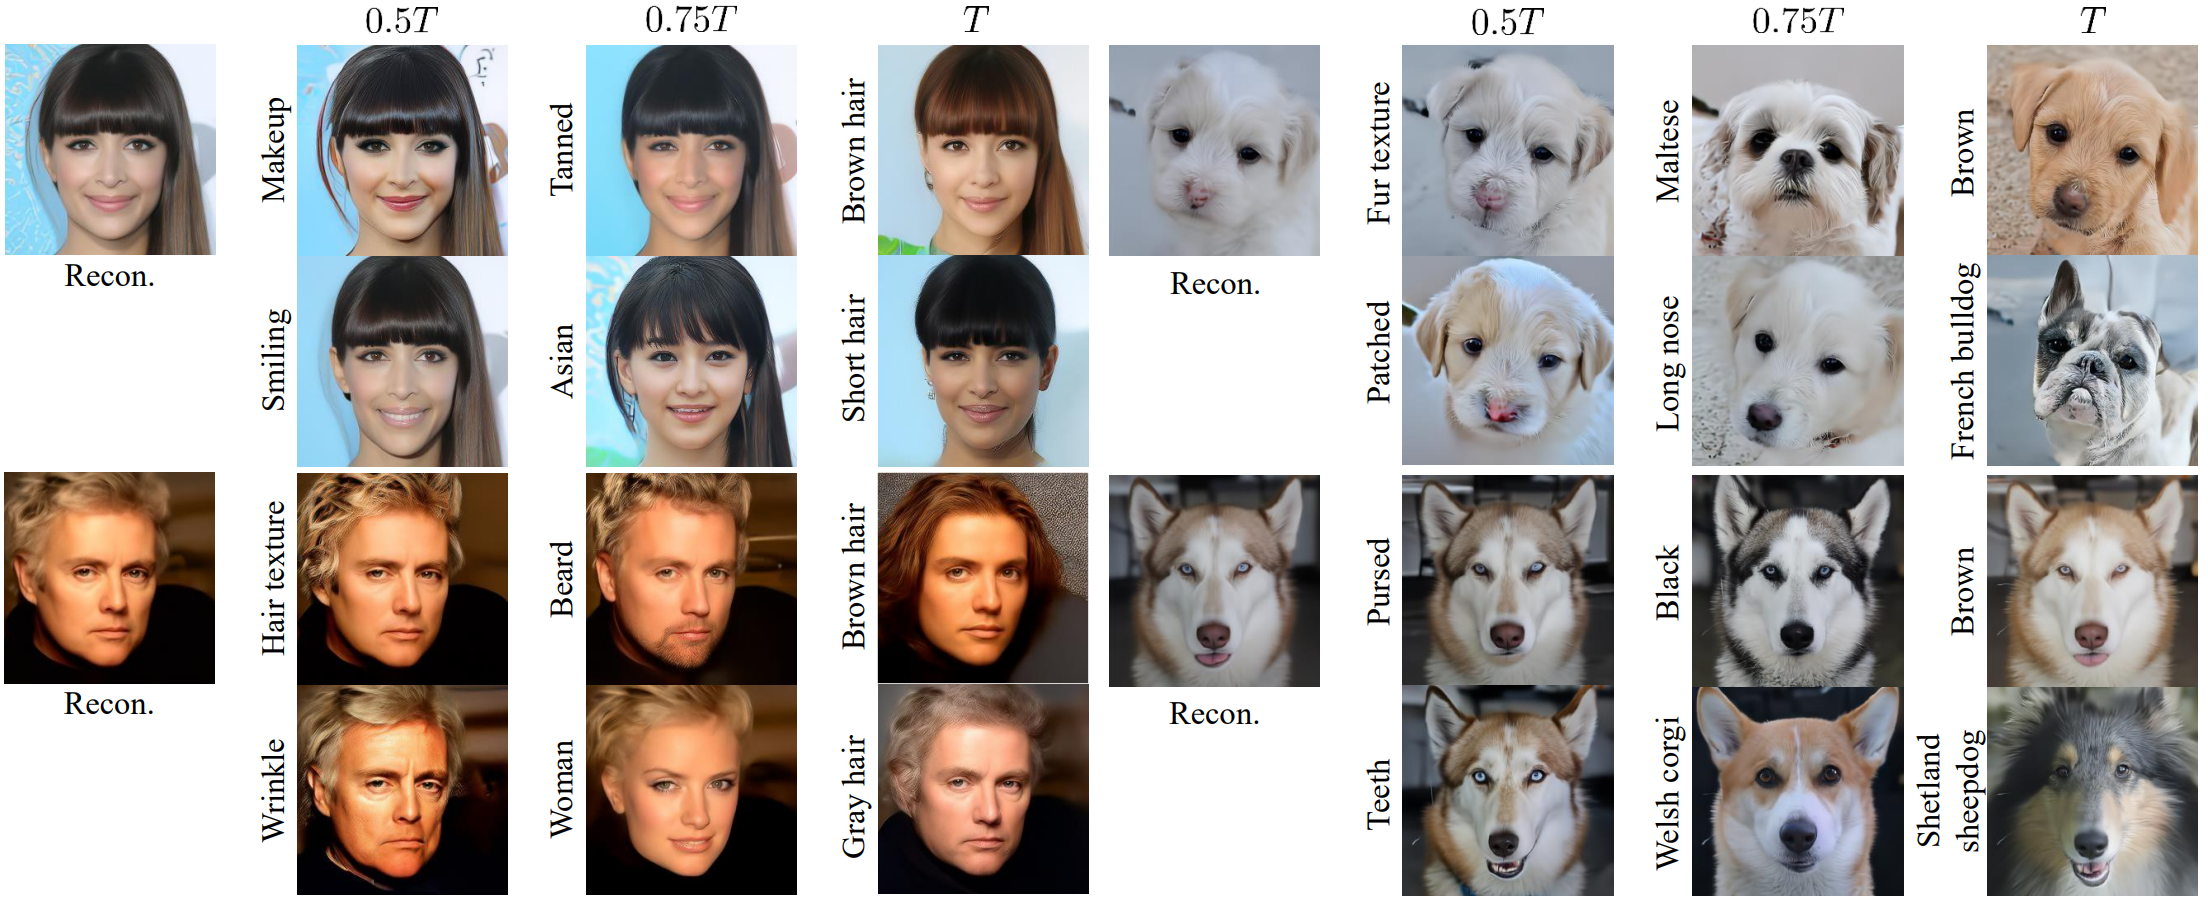 0.5T
0.75T
T
0.5T
0.75T
T
Makeup
Tanned
Brown hair
Fur texture
Maltese
Brown
Recon.
Recon.
Smiling
Asian
Short hair
Patched
Long nose
French bulldog
Hair texture
Beard
Brown hair
Pursed
Black
Brown
Recon.
Recon.
Wrinkle
Woman
Gray hair
Teeth
Welsh corgi
Shetland
sheepdog